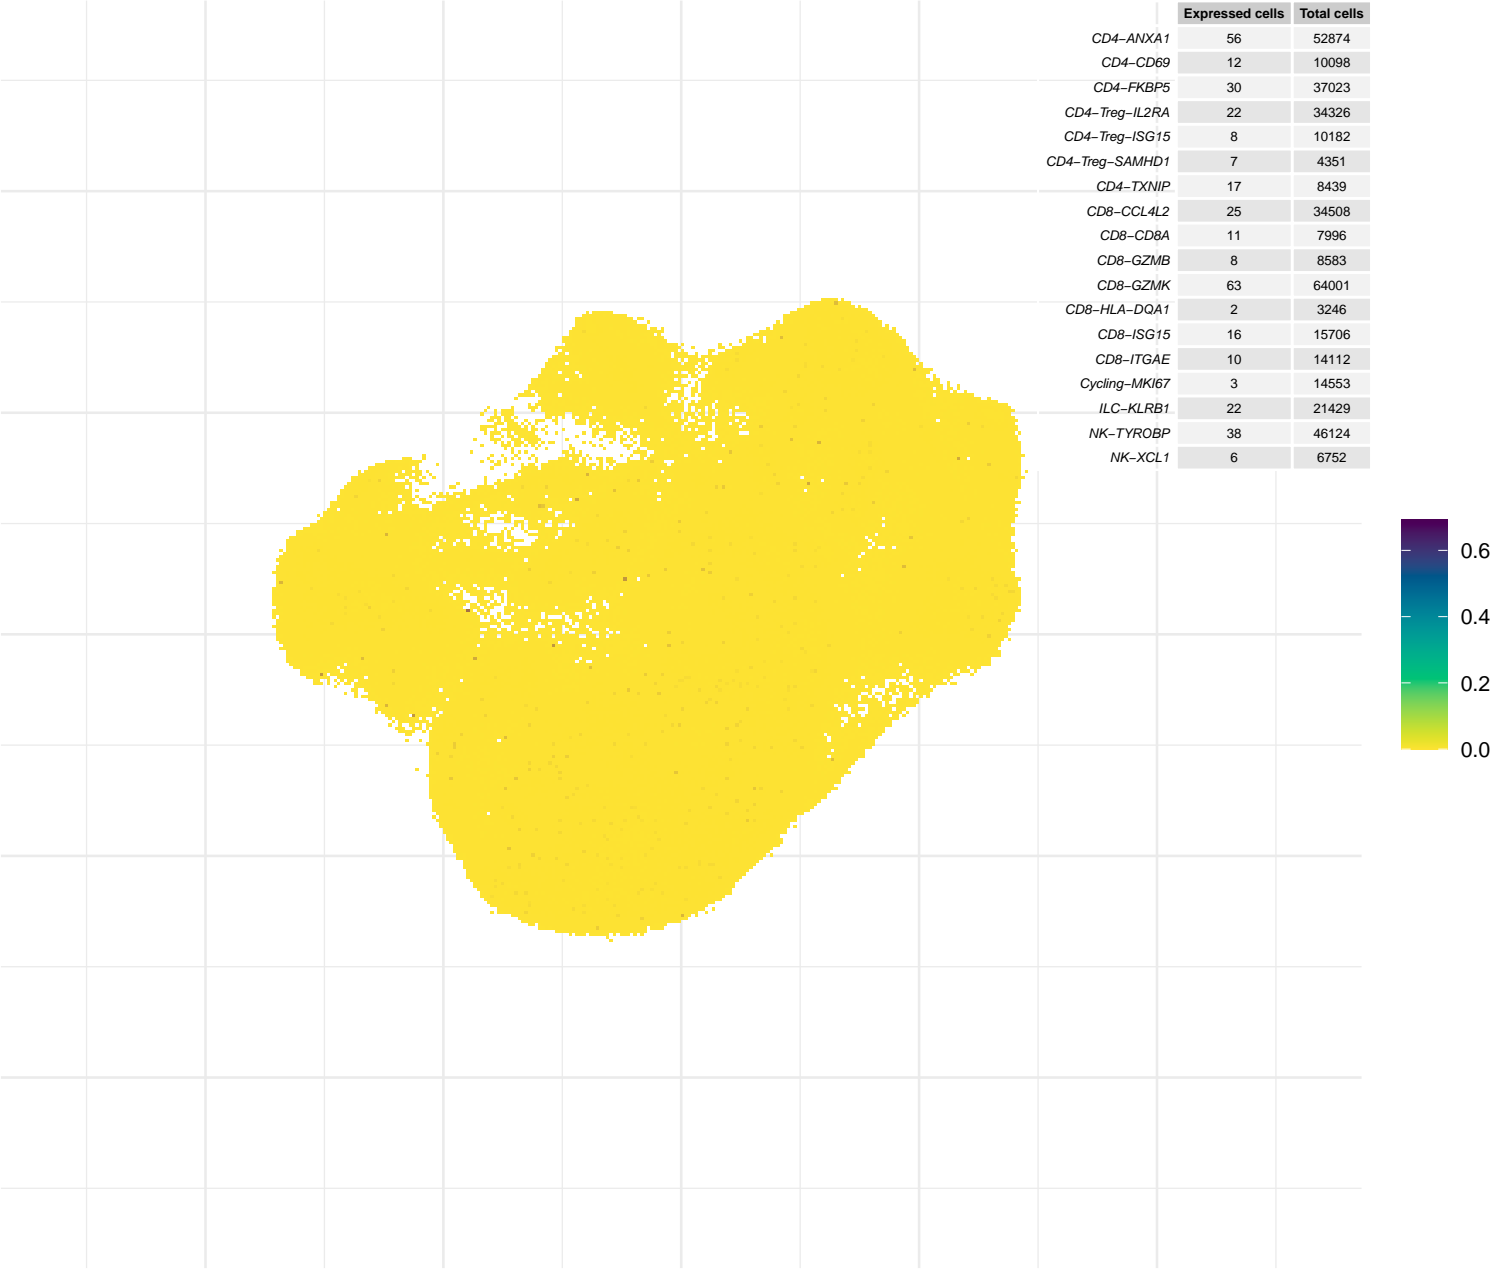 Expressed cells Total cells
CD4−ANXA1 56 52874
CD4−CD69 12 10098
CD4−FKBP5 30 37023
CD4−Treg−IL2RA 22 34326
CD4−Treg−ISG15 8 10182
CD4−Treg−SAMHD1 7 4351
CD4−TXNIP 17 8439
CD8−CCL4L2 25 34508
CD8−CD8A 11 7996
CD8−GZMB 8 8583
CD8−GZMK 63 64001
CD8−HLA−DQA1 2 3246
CD8−ISG15 16 15706
CD8−ITGAE 10 14112
Cycling−MKI67 3 14553
ILC−KLRB1 22 21429
NK−TYROBP 38 46124
NK−XCL1 6 6752
0.6
0.4
0.2
0.0